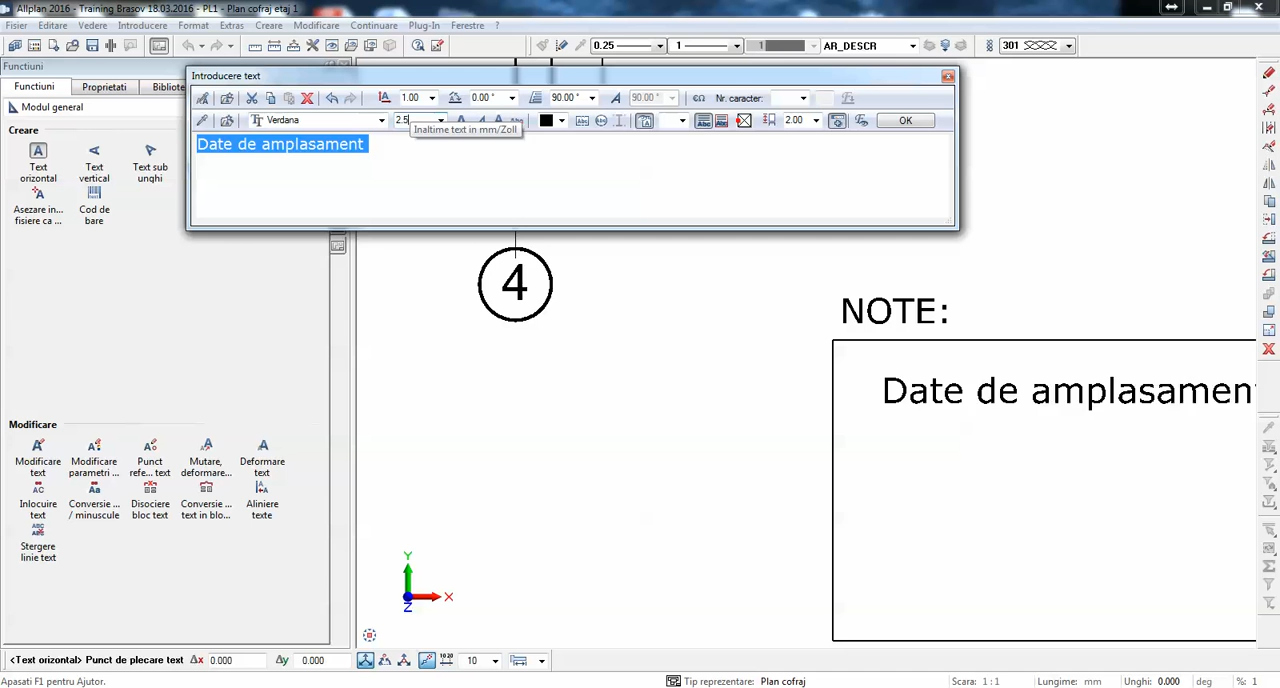 Allplan 2016 - Training Brasov 18.03.2016 - PL1 - Plan cofraj etaj 1
Fisier Editare Vedere Introducere Format Extras Creare Modificare Continuare Plug-In Ferestre ?
0.25 1 1 AR_DESCR 301
Functiuni
Functiuni Proprietati Bibliote
Modul general
Creare
Text orizontal
Text vertical
Text sub unghi
Asezare in... fisiere ca ...
Cod de bare
Introducere text
1.00 0.00° 90.00° 90.00° Nr. caracter:
Verdana 2.5 2.00 OK
Inaltime text in mm/Zoll
Date de amplasament
4
NOTE:
Date de amplasament
Modificare
Modificare text
Modificare parametri ...
Punct refe... text
Mutare, deformare...
Deformare text
Inlocuire text
Conversie ... / minuscule
Disociere bloc text
Conversie ... text in blo...
Aliniere texte
Stergere linie text
Y
X
Z
<Text orizontal> Punct de plecare text Δx 0.000 Δy 0.000 10
Apasati F1 pentru Ajutor. Tip reprezentare: Plan cofraj Scara: 1 : 1 Lungime: mm Unghi: 0.000 deg %: 1